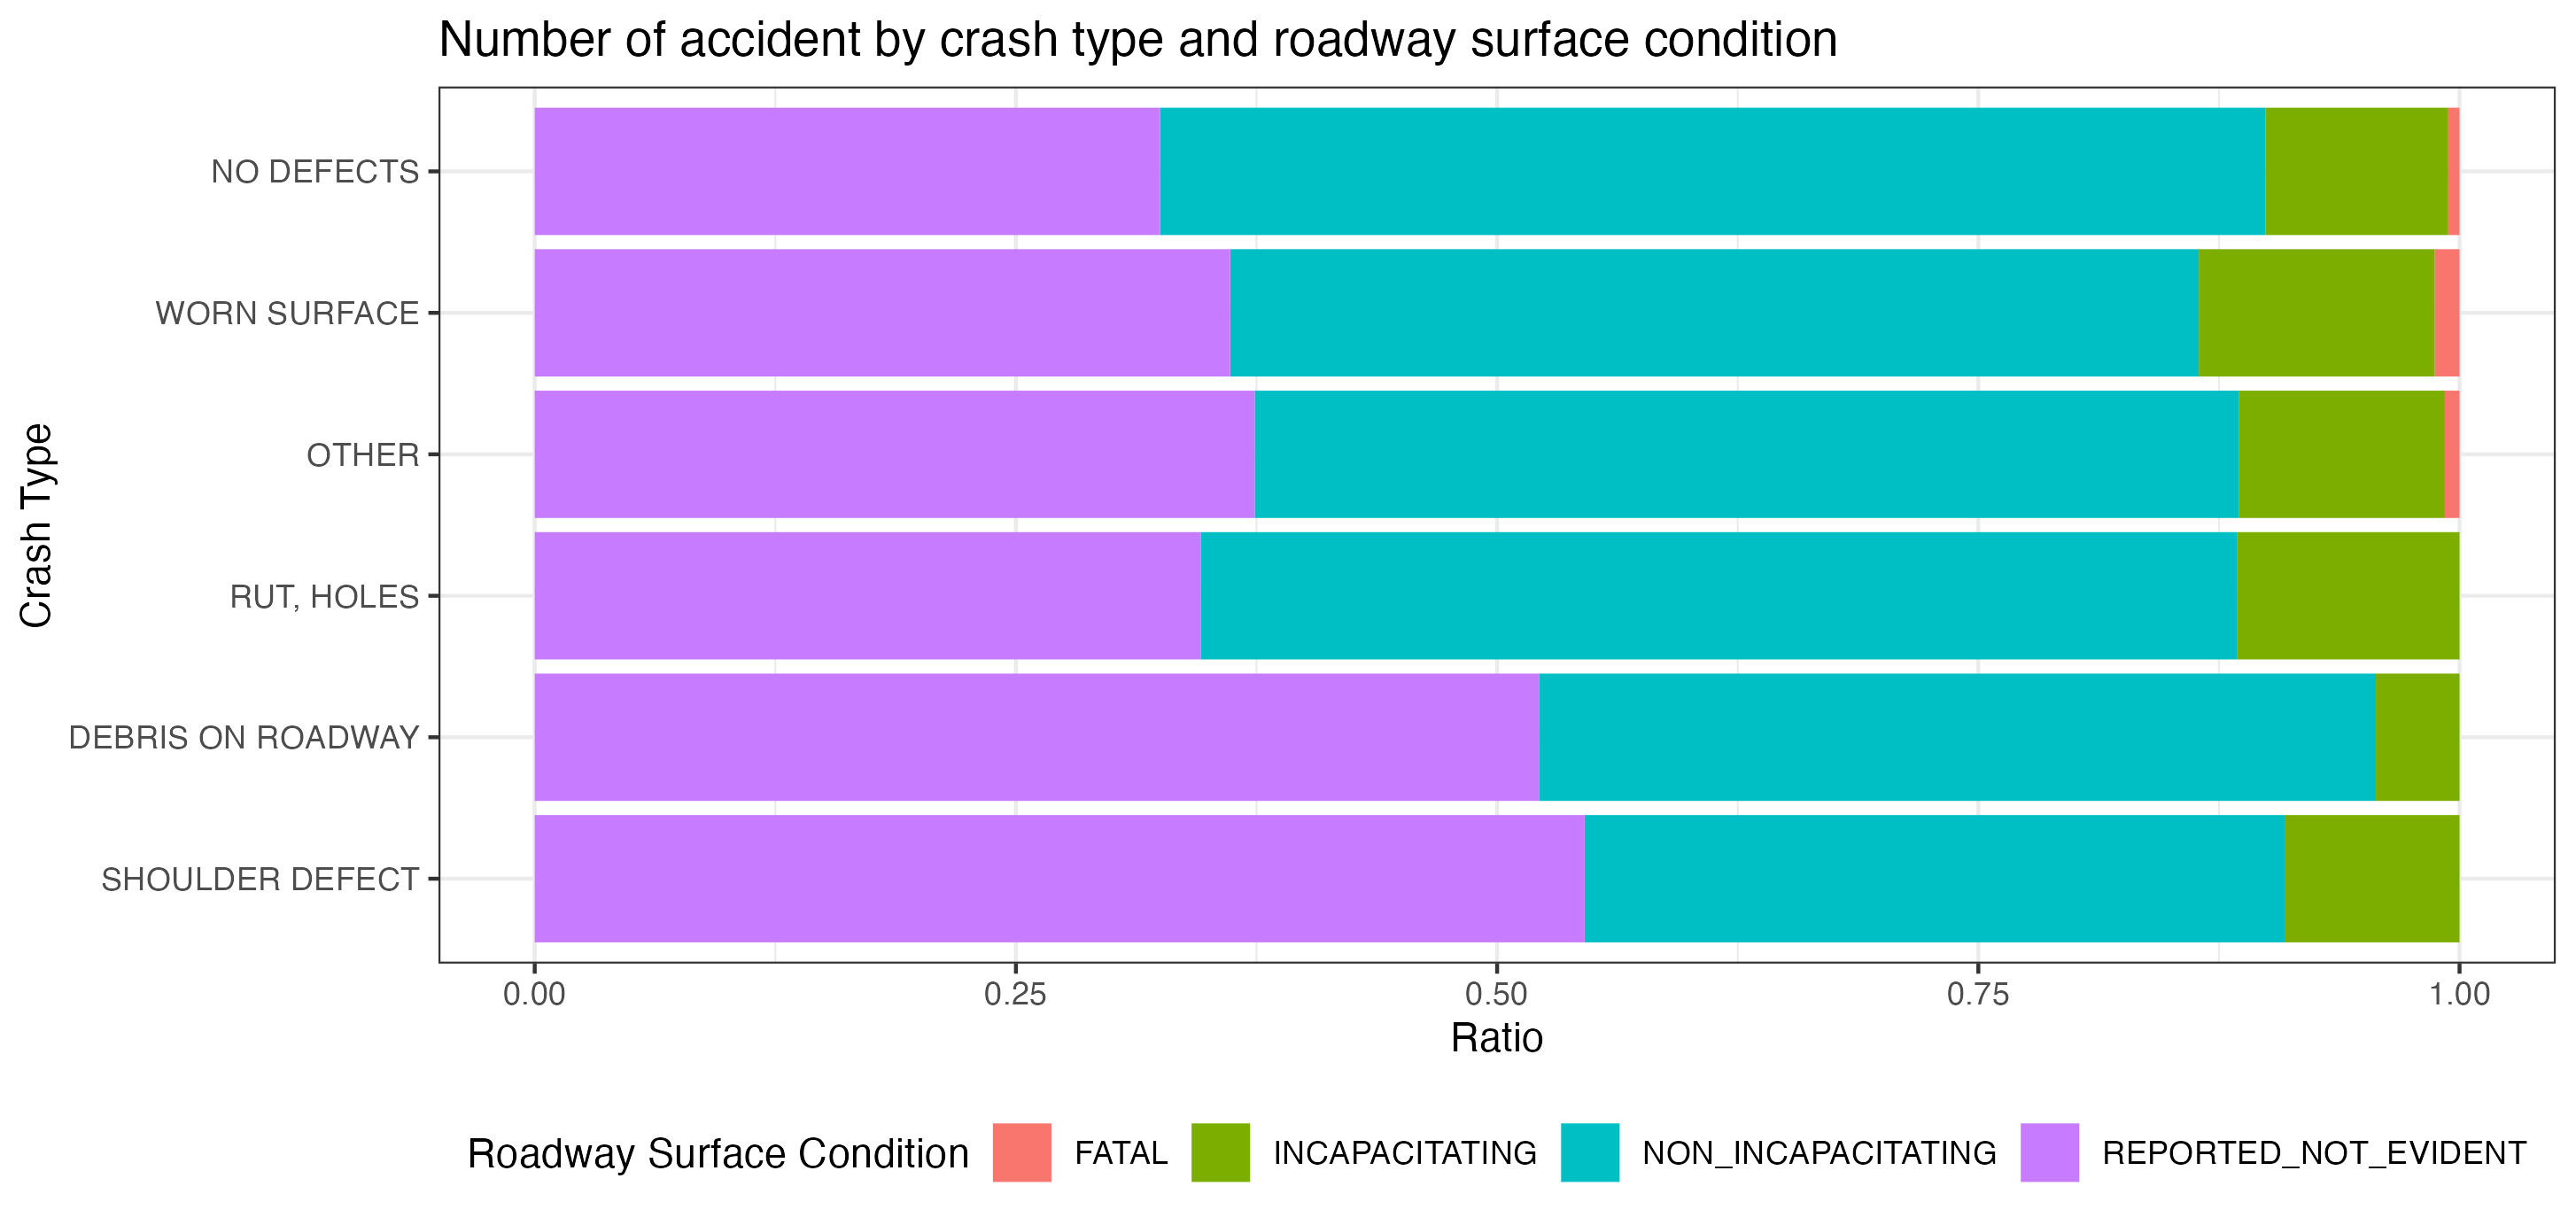 Number of accident by crash type and roadway surface condition
Crash Type
NO DEFECTS
WORN SURFACE
OTHER
RUT, HOLES
DEBRIS ON ROADWAY
SHOULDER DEFECT
0.00 0.25 0.50 0.75 1.00
Ratio
Roadway Surface Condition FATAL INCAPACITATING NON_INCAPACITATING REPORTED_NOT_EVIDENT